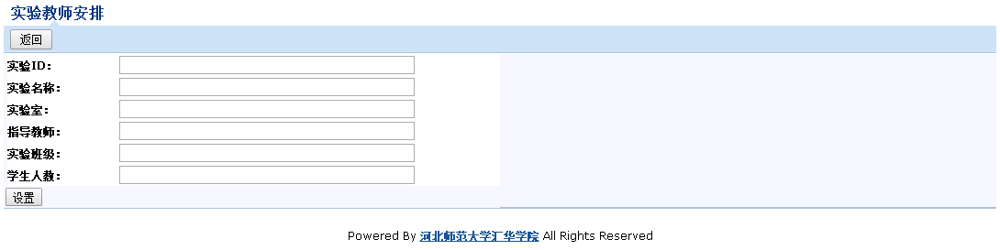 实验教师安排
返回
实验ID：
实验名称：
实验室：
指导教师：
实验班级：
学生人数：
设置
Powered By 河北师范大学汇华学院 All Rights Reserved